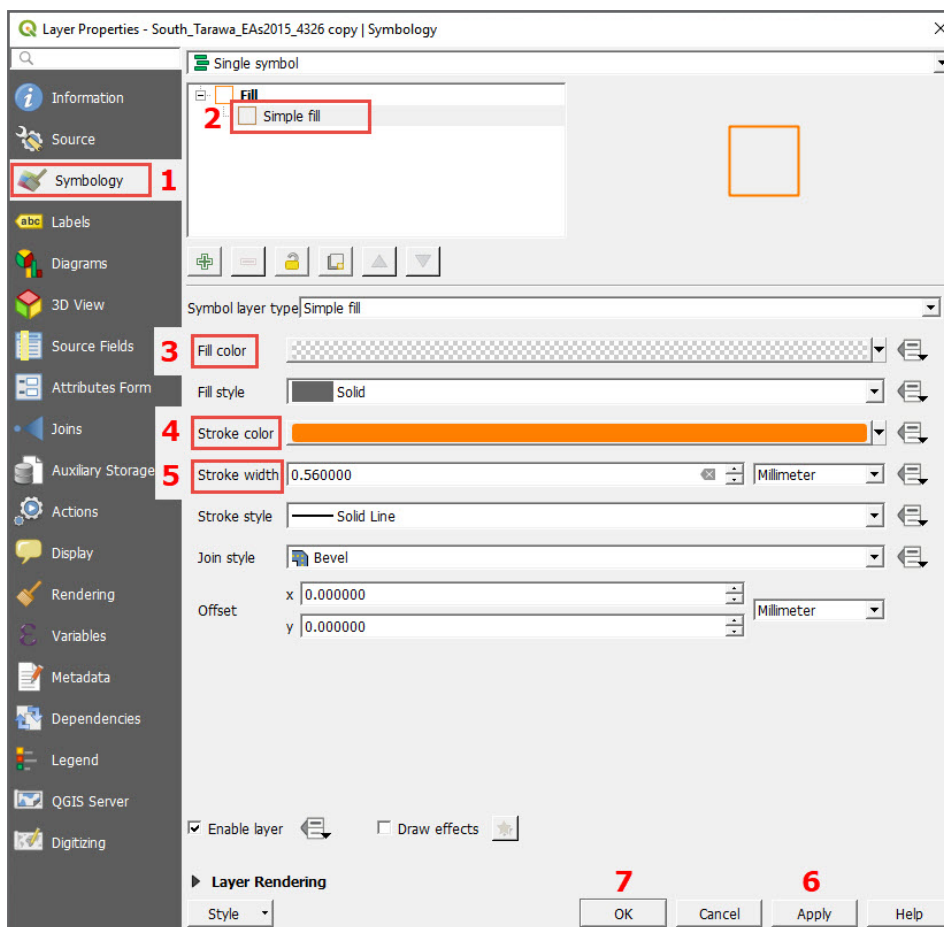 Layer Properties - South_Tarawa_EAs2015_4326 copy | Symbology
Single symbol
Information
Source
1 Symbology
abc Labels
Diagrams
3D View
Source Fields
Attributes Form
Joins
Auxiliary Storage
Actions
Display
Rendering
Variables
Metadata
Dependencies
Legend
QGIS Server
Digitizing
Fill
2 Simple fill
Symbol layer type Simple fill
3 Fill color
Fill style Solid
4 Stroke color
5 Stroke width 0.560000 Millimeter
Stroke style Solid Line
Join style Bevel
Offset x 0.000000 Millimeter
y 0.000000
Enable layer Draw effects
Layer Rendering
7 6
Style OK Cancel Apply Help